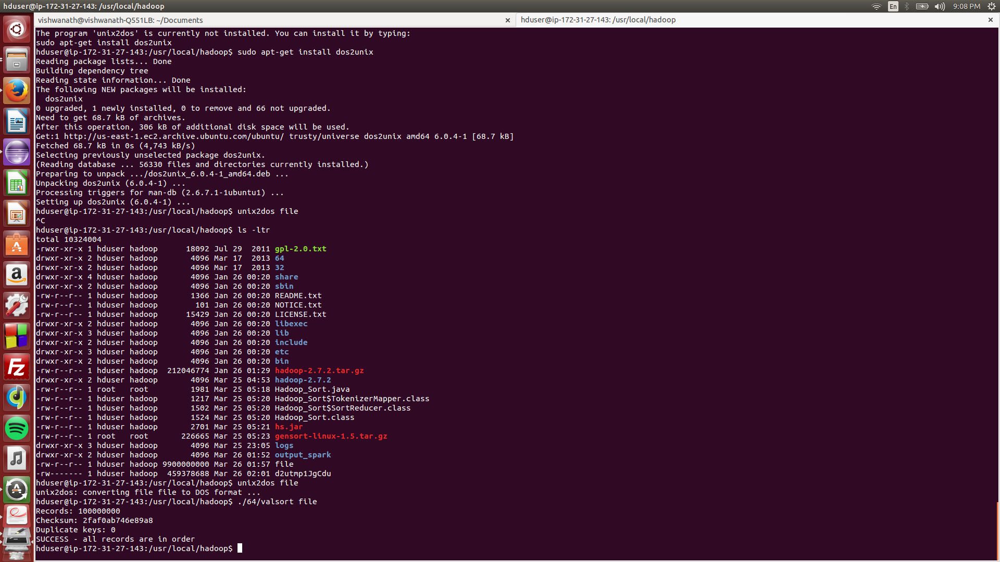 hduser@ip-172-31-27-143: /usr/local/hadoop
En
9:08 PM
vishwanath@vishwanath-Q551LB: ~/Documents
hduser@ip-172-31-27-143: /usr/local/hadoop
The program 'unix2dos' is currently not installed. You can install it by typing:
sudo apt-get install dos2unix
hduser@ip-172-31-27-143:/usr/local/hadoop$ sudo apt-get install dos2unix
Reading package lists... Done
Building dependency tree
Reading state information... Done
The following NEW packages will be installed:
  dos2unix
0 upgraded, 1 newly installed, 0 to remove and 66 not upgraded.
Need to get 68.7 kB of archives.
After this operation, 306 kB of additional disk space will be used.
Get:1 http://us-east-1.ec2.archive.ubuntu.com/ubuntu/ trusty/universe dos2unix amd64 6.0.4-1 [68.7 kB]
Fetched 68.7 kB in 0s (4,743 kB/s)
Selecting previously unselected package dos2unix.
(Reading database ... 56330 files and directories currently installed.)
Preparing to unpack .../dos2unix_6.0.4-1_amd64.deb ...
Unpacking dos2unix (6.0.4-1) ...
Processing triggers for man-db (2.6.7.1-1ubuntu1) ...
Setting up dos2unix (6.0.4-1) ...
hduser@ip-172-31-27-143:/usr/local/hadoop$ unix2dos file
^C
hduser@ip-172-31-27-143:/usr/local/hadoop$ ls -ltr
total 10324004
-rwxr-xr-x 1 hduser hadoop      18092 Jul 29  2011 gpl-2.0.txt
drwxr-xr-x 2 hduser hadoop       4096 Mar 17  2013 64
drwxr-xr-x 2 hduser hadoop       4096 Mar 17  2013 32
drwxr-xr-x 4 hduser hadoop       4096 Jan 26 00:20 share
drwxr-xr-x 2 hduser hadoop       4096 Jan 26 00:20 sbin
-rw-r--r-- 1 hduser hadoop       1366 Jan 26 00:20 README.txt
-rw-r--r-- 1 hduser hadoop        101 Jan 26 00:20 NOTICE.txt
-rw-r--r-- 1 hduser hadoop      15429 Jan 26 00:20 LICENSE.txt
drwxr-xr-x 2 hduser hadoop       4096 Jan 26 00:20 libexec
drwxr-xr-x 3 hduser hadoop       4096 Jan 26 00:20 lib
drwxr-xr-x 2 hduser hadoop       4096 Jan 26 00:20 include
drwxr-xr-x 3 hduser hadoop       4096 Jan 26 00:20 etc
drwxr-xr-x 2 hduser hadoop       4096 Jan 26 00:20 bin
-rw-r--r-- 1 hduser hadoop  212046774 Jan 26 01:29 hadoop-2.7.2.tar.gz
drwxr-xr-x 2 hduser hadoop       4096 Mar 25 04:53 hadoop-2.7.2
-rw-r--r-- 1 root   root         1981 Mar 25 05:18 Hadoop_Sort.java
-rw-r--r-- 1 hduser hadoop       1217 Mar 25 05:20 Hadoop_Sort$TokenizerMapper.class
-rw-r--r-- 1 hduser hadoop       1502 Mar 25 05:20 Hadoop_Sort$SortReducer.class
-rw-r--r-- 1 hduser hadoop       1524 Mar 25 05:20 Hadoop_Sort.class
-rw-r--r-- 1 hduser hadoop       2701 Mar 25 05:21 hs.jar
-rw-r--r-- 1 root   root       226665 Mar 25 05:23 gensort-linux-1.5.tar.gz
drwxr-xr-x 3 hduser hadoop       4096 Mar 25 23:05 logs
drwxr-xr-x 2 hduser hadoop       4096 Mar 26 01:52 output_spark
-rw-r--r-- 1 hduser hadoop 9900000000 Mar 26 01:57 file
-rw------- 1 hduser hadoop  459378688 Mar 26 02:01 d2utmp1JgCdu
hduser@ip-172-31-27-143:/usr/local/hadoop$ unix2dos file
unix2dos: converting file file to DOS format ...
hduser@ip-172-31-27-143:/usr/local/hadoop$ ./64/valsort file
Records: 100000000
Checksum: 2faf0ab746e89a8
Duplicate keys: 0
SUCCESS - all records are in order
hduser@ip-172-31-27-143:/usr/local/hadoop$